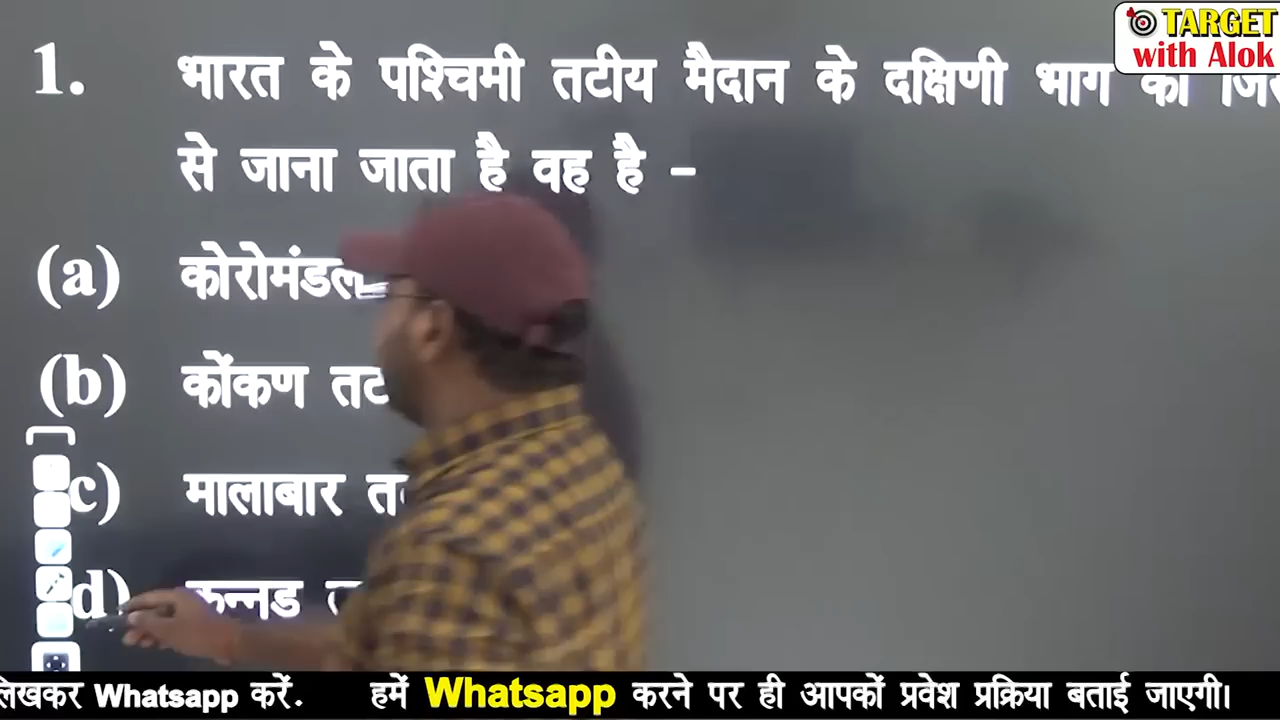 TARGET
with Alok
1. भारत के पश्चिमी तटीय मैदान के दक्षिणी भाग को
से जाना जाता है वह है -
(a) कोरोमंडल
(b) कोंकण तट
(c) मालाबार
(d) कन्नड
लिखकर Whatsapp करें. हमें Whatsapp करने पर ही आपकों प्रवेश प्रक्रिया बताई जाएगी।